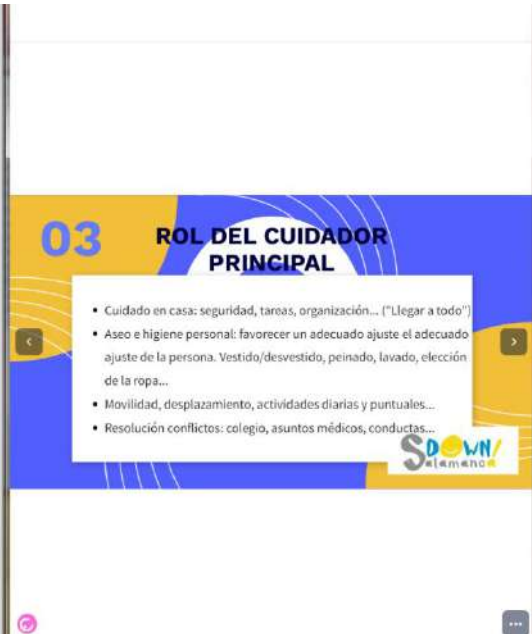 03
ROL DEL CUIDADOR
PRINCIPAL
• Cuidado en casa: seguridad, tareas, organización... ("Llegar a todo")
• Aseo e higiene personal: favorecer un adecuado ajuste el adecuado
ajuste de la persona. Vestido/desvestido, peinado, lavado, elección
de la ropa...
• Movilidad, desplazamiento, actividades diarias y puntuales...
• Resolución conflictos: colegio, asuntos médicos, conductas...
DOWN
Salamanca